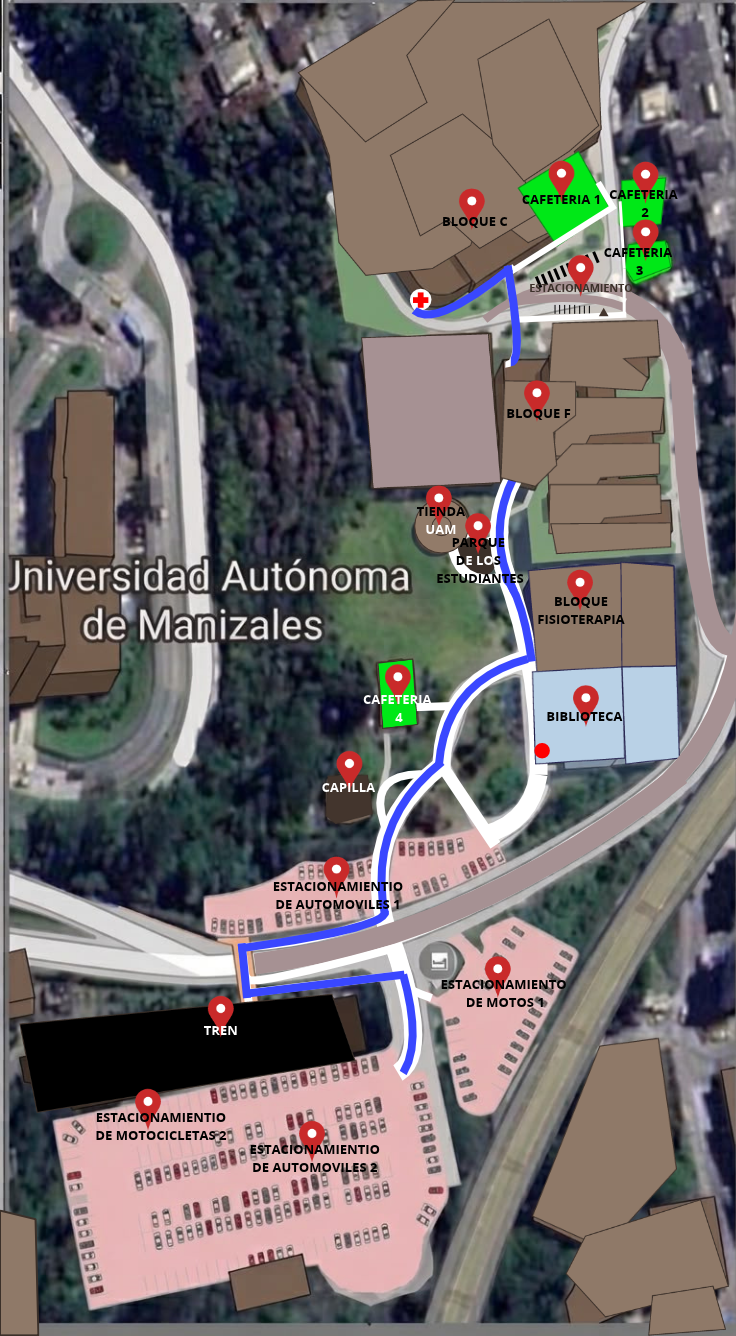 CAFETERIA 1
CAFETERIA
2
BLOQUE C
CAFETERIA
3
ESTACIONAMIENTO
BLOQUE F
TIENDA
UAM
PARQUE
DE LOS
ESTUDIANTES
Universidad Autónoma
de Manizales
BLOQUE
FISIOTERAPIA
CAFETERIA
4
BIBLIOTECA
CAPILLA
ESTACIONAMIENTIO
DE AUTOMOVILES 1
ESTACIONAMIENTO
DE MOTOS 1
TREN
ESTACIONAMIENTIO
DE MOTOCICLETAS 2
ESTACIONAMIENTIO
DE AUTOMOVILES 2